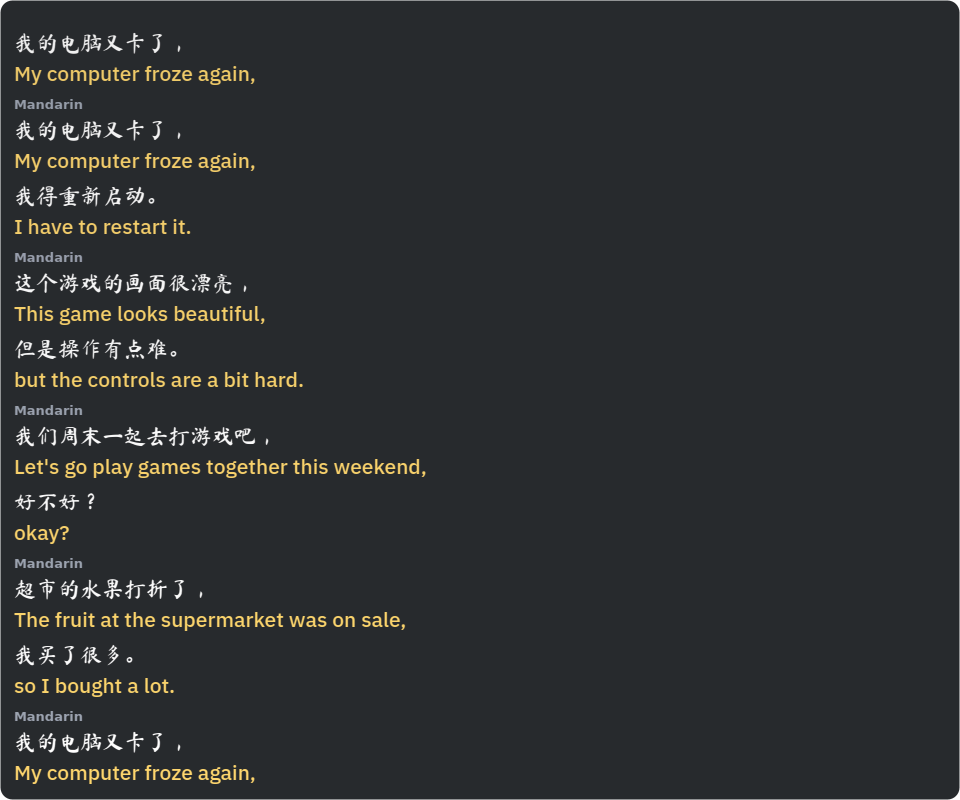 我的电脑又卡了，
My computer froze again,
Mandarin
我的电脑又卡了，
My computer froze again,
我得重新启动。
I have to restart it.
Mandarin
这个游戏的画面很漂亮，
This game looks beautiful,
但是操作有点难。
but the controls are a bit hard.
Mandarin
我们周末一起去打游戏吧，
Let's go play games together this weekend,
好不好？
okay?
Mandarin
超市的水果打折了，
The fruit at the supermarket was on sale,
我买了很多。
so I bought a lot.
Mandarin
我的电脑又卡了，
My computer froze again,